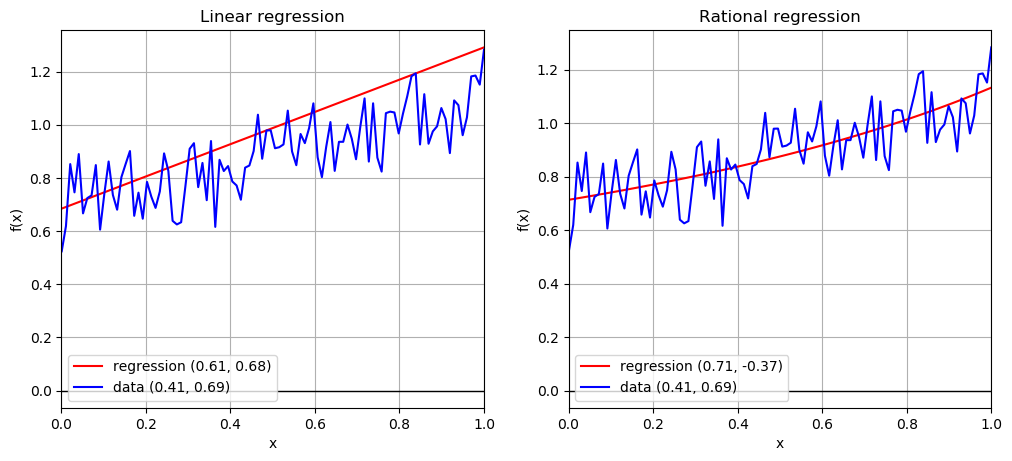 Linear regression
f(x)
1.2
1.0
0.8
0.6
0.4
0.2
0.0
regression (0.61, 0.68)
data (0.41, 0.69)
0.0 0.2 0.4 0.6 0.8 1.0
x
Rational regression
f(x)
1.2
1.0
0.8
0.6
0.4
0.2
0.0
regression (0.71, -0.37)
data (0.41, 0.69)
0.0 0.2 0.4 0.6 0.8 1.0
x